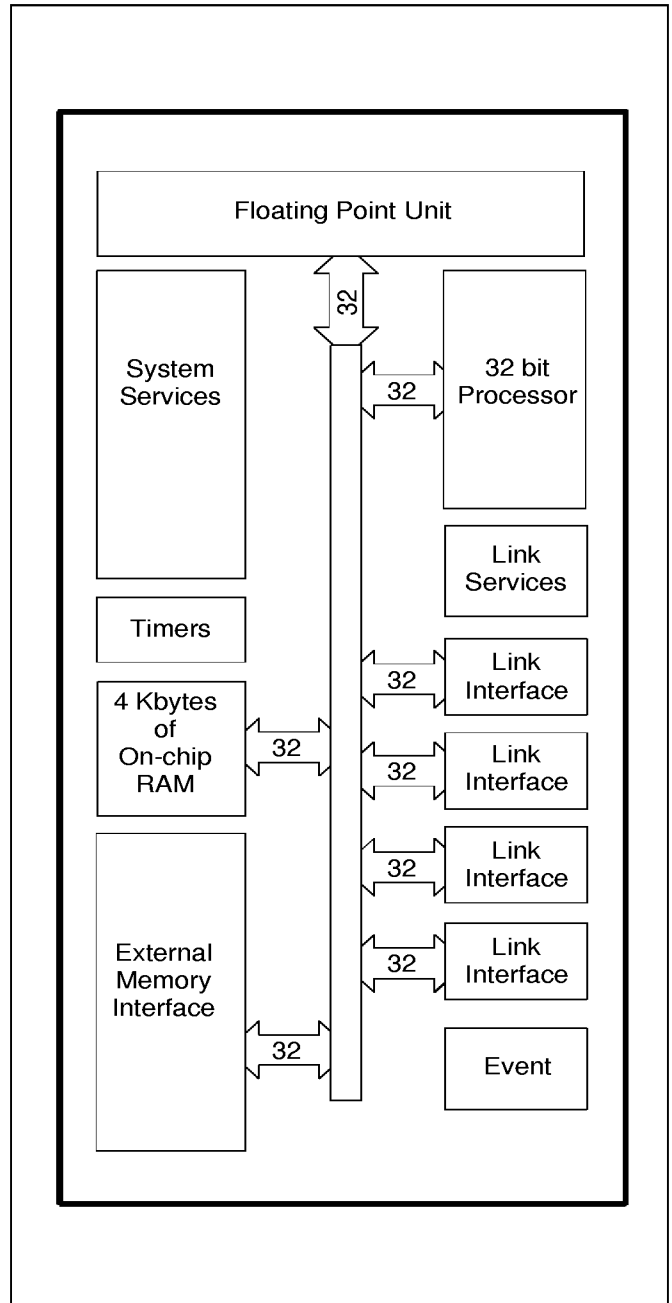 Floating Point Unit
32
System
Services
32
32 bit
Processor
Link
Services
Timers
32
Link
Interface
4 Kbytes
of
On-chip
RAM
32
32
Link
Interface
32
Link
Interface
External
Memory
Interface
32
32
Link
Interface
Event